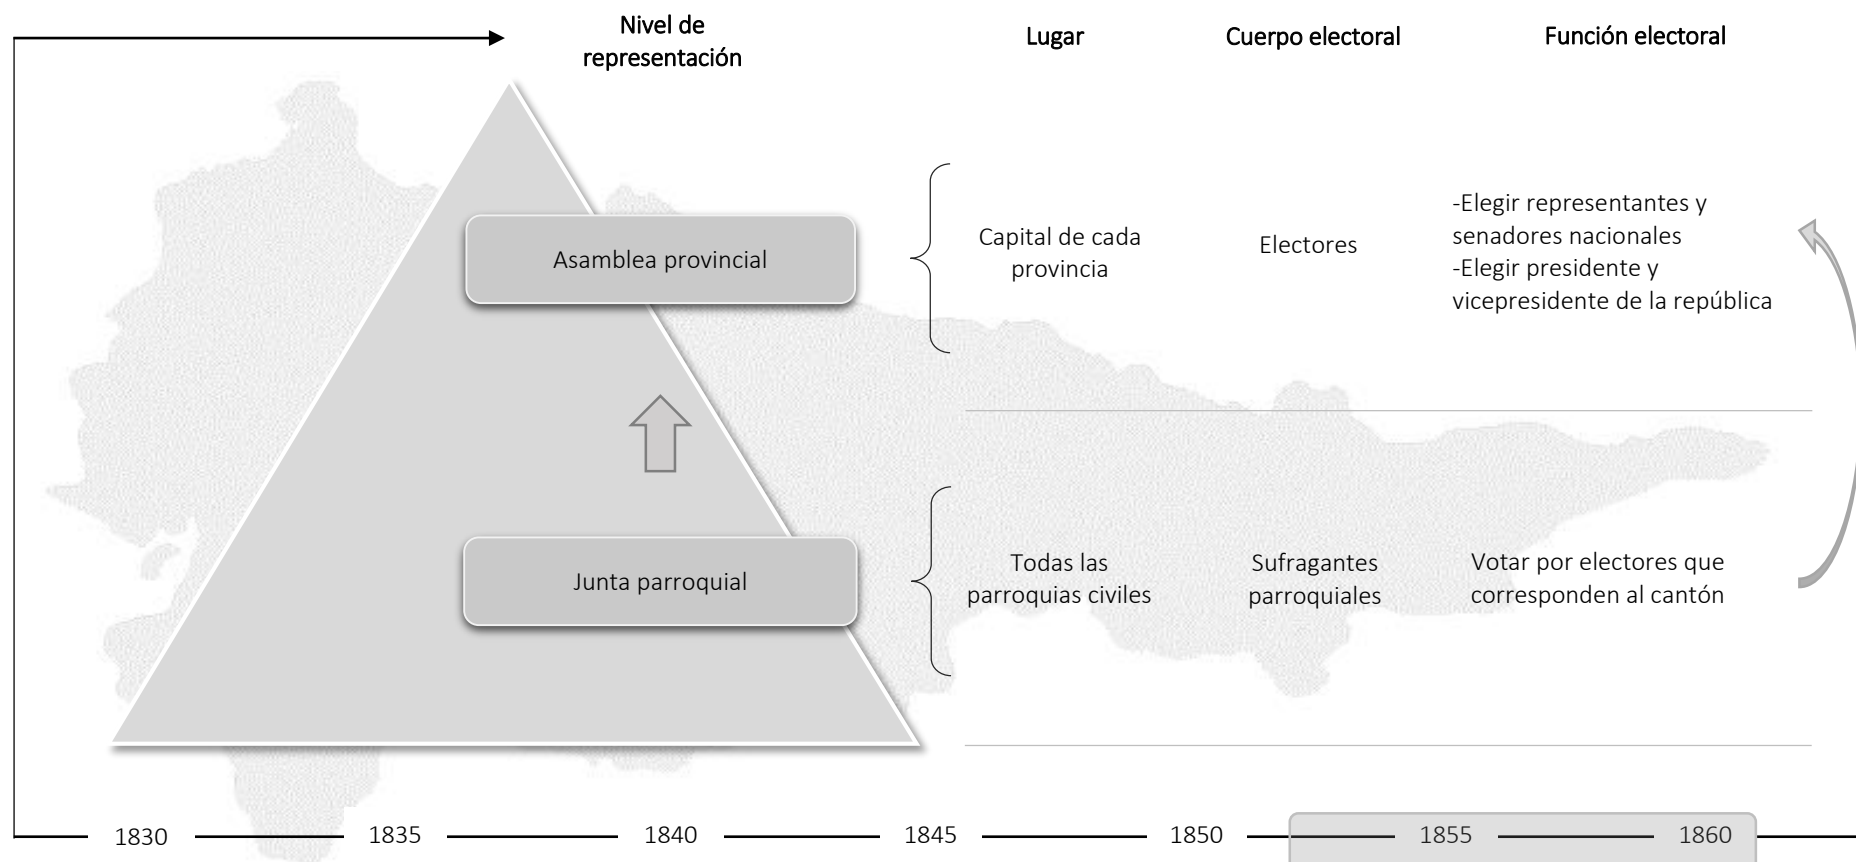 Nivel de
representación
Lugar
Cuerpo electoral
Función electoral
Asamblea provincial
Capital de cada
provincia
Electores
-Elegir representantes y
senadores nacionales
-Elegir presidente y
vicepresidente de la república
Junta parroquial
Todas las
parroquias civiles
Sufragantes
parroquiales
Votar por electores que
corresponden al cantón
1830
1835
1840
1845
1850
1855
1860